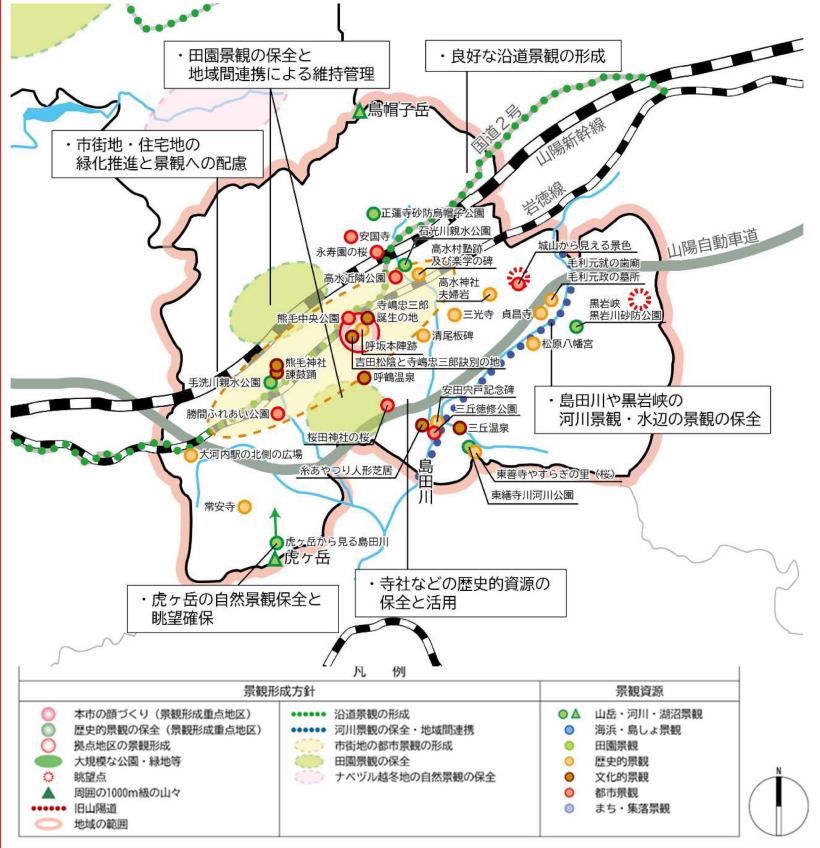 ・田園景観の保全と
地域間連携による維持管理
・良好な沿道景観の形成
烏帽子岳
国道2号
山陽新幹線
・市街地・住宅地の
緑化推進と景観への配慮
岩徳線
正蓮寺砂防烏帽子公園
石光川親水公園
安国寺
永寿園の桜
高水村塾跡
及び楽学の碑
城山から見える景色
山陽自動車道
毛利元就の歯廟
毛利元政の墓所
高水近隣公園
高水神社
夫婦岩
黒岩峡
黒岩川砂防公園
寺嶋忠三郎
誕生の地
熊毛中央公園
三光寺
貞昌寺
清尾板碑
呼坂本陣跡
松原八幡宮
吉田松陰と寺嶋忠三郎訣別の地
熊毛神社
諫鼓踊
呼鶴温泉
手洗川親水公園
安田穴戸記念碑
・島田川や黒岩峡の
河川景観・水辺の景観の保全
勝間ふれあい公園
三丘徳修公園
桜田神社の桜
三丘温泉
大河内駅の北側の広場
糸あやつり人形芝居
島田川
東善寺やすらぎの里(桜)
東繕寺川河川公園
常安寺
虎ヶ岳から見る島田川
虎ヶ岳
・寺社などの歴史的資源の
保全と活用
・虎ヶ岳の自然景観保全と
眺望確保
凡 例
景観形成方針
景観資源
本市の顔づくり(景観形成重点地区)
歴史的景観の保全(景観形成重点地区)
拠点地区の景観形成
大規模な公園・緑地等
眺望点
周囲の1000m級の山々
旧山陽道
地域の範囲
沿道景観の形成
河川景観の保全・地域間連携
市街地の都市景観の形成
田園景観の保全
ナベヅル越冬地の自然景観の保全
山岳・河川・湖沼景観
海浜・島しょ景観
田園景観
歴史的景観
文化的景観
都市景観
まち・集落景観
N